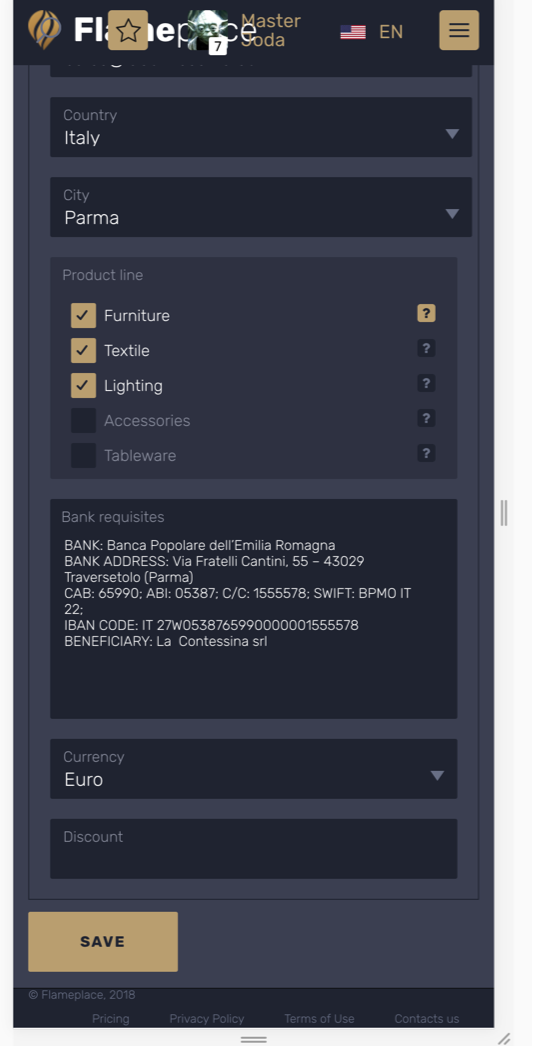 Flameplace
7
Master
Soda
EN
Country
Italy
City
Parma
Product line
Furniture ?
Textile ?
Lighting ?
Accessories ?
Tableware ?
Bank requisites
BANK: Banca Popolare dell'Emilia Romagna
BANK ADDRESS: Via Fratelli Cantini, 55 – 43029
Traversetolo (Parma)
CAB: 65990; ABI: 05387; C/C: 1555578; SWIFT: BPMO IT
22;
IBAN CODE: IT 27W0538765990000001555578
BENEFICIARY: La Contessina srl
Currency
Euro
Discount
SAVE
© Flameplace, 2018
Pricing Privacy Policy Terms of Use Contacts us